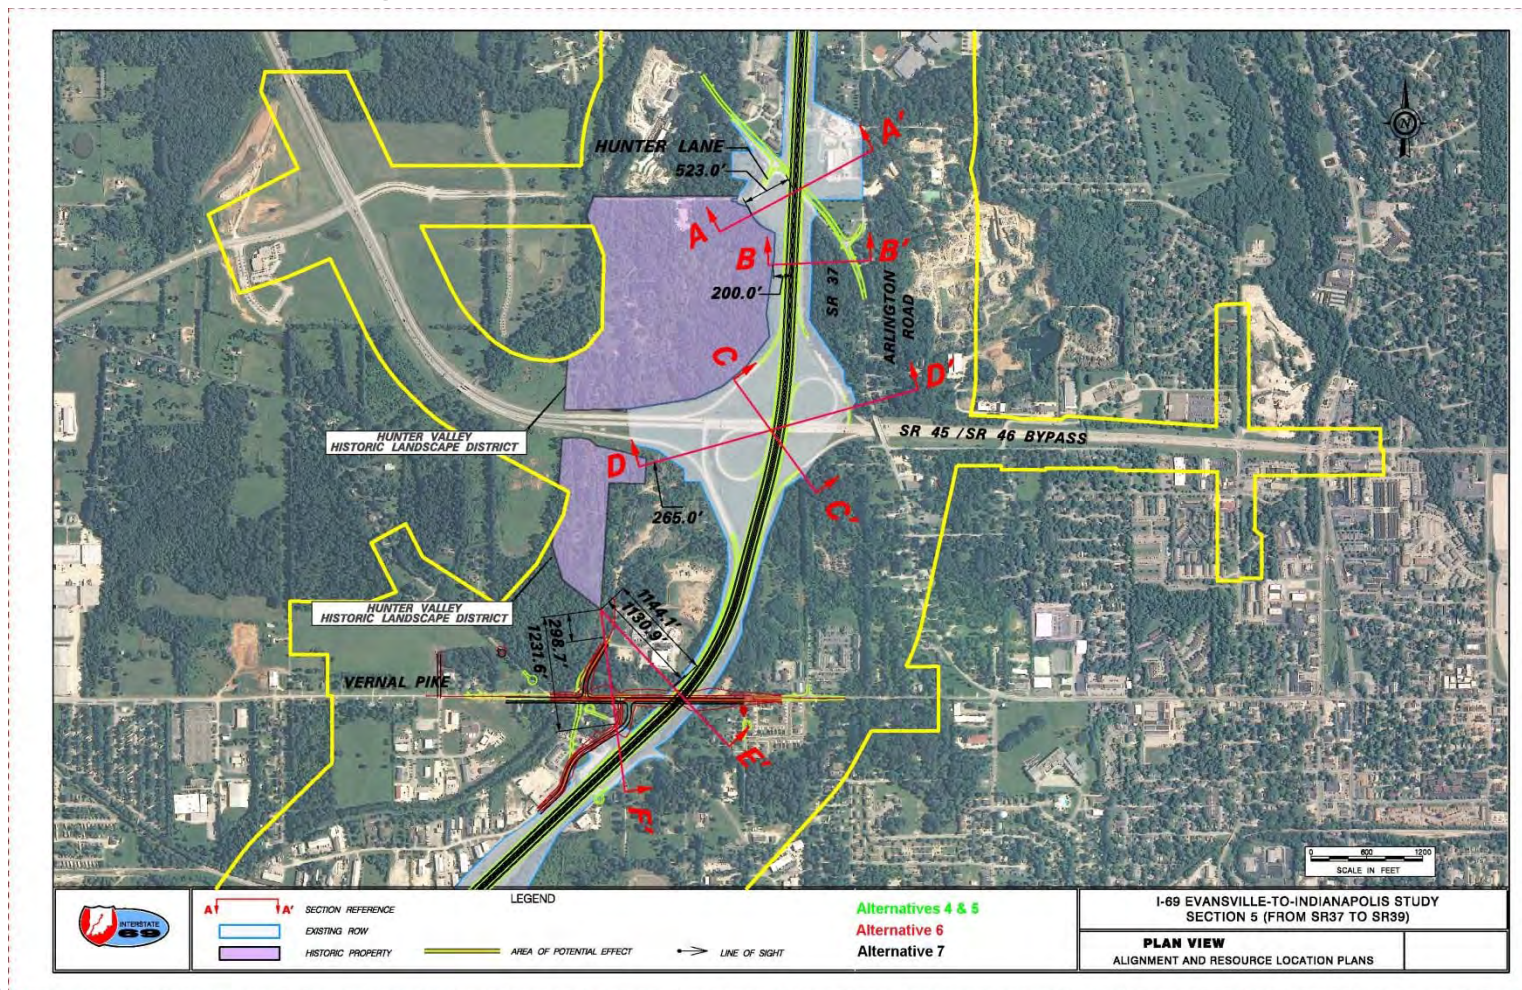 HUNTER LANE
523.0'
A'
A
B
B'
200.0'
SR 37
ARLINGTON
ROAD
N
C
D'
HUNTER VALLEY
HISTORIC LANDSCAPE DISTRICT
SR 45 / SR 46 BYPASS
D
265.0'
C'
HUNTER VALLEY
HISTORIC LANDSCAPE DISTRICT
1144.1'
1130.9'
298.7'
1231.6'
VERNAL PIKE
E'
F'
0 600 1200
SCALE IN FEET
INTERSTATE
69
LEGEND
A A' SECTION REFERENCE
EXISTING ROW
HISTORIC PROPERTY
AREA OF POTENTIAL EFFECT
LINE OF SIGHT
Alternatives 4 & 5
Alternative 6
Alternative 7
I-69 EVANSVILLE-TO-INDIANAPOLIS STUDY
SECTION 5 (FROM SR37 TO SR39)
PLAN VIEW
ALIGNMENT AND RESOURCE LOCATION PLANS